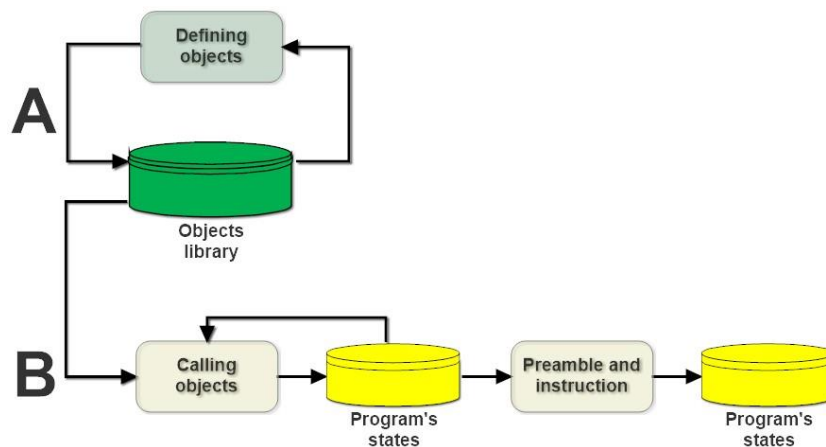 Defining
objects
A
Objects
library
B
Calling
objects
Program's
states
Preamble and
instruction
Program's
states